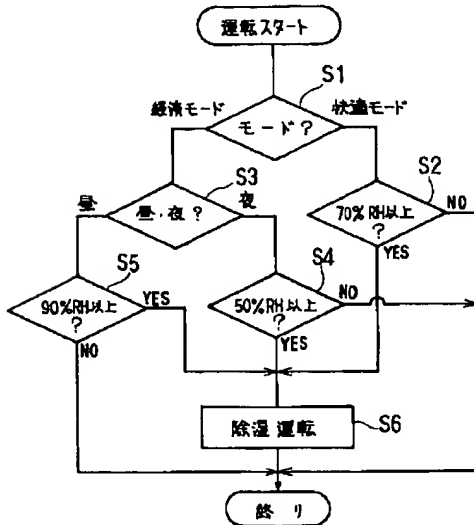 運転スタート
S1
経済モード
快適モード
モード?
S3
S2
昼
昼・夜?
夜
70%RH以上
?
NO
YES
S5
S4
90%RH以上
?
YES
50%RH以上
?
NO
NO
YES
除湿運転
S6
終り